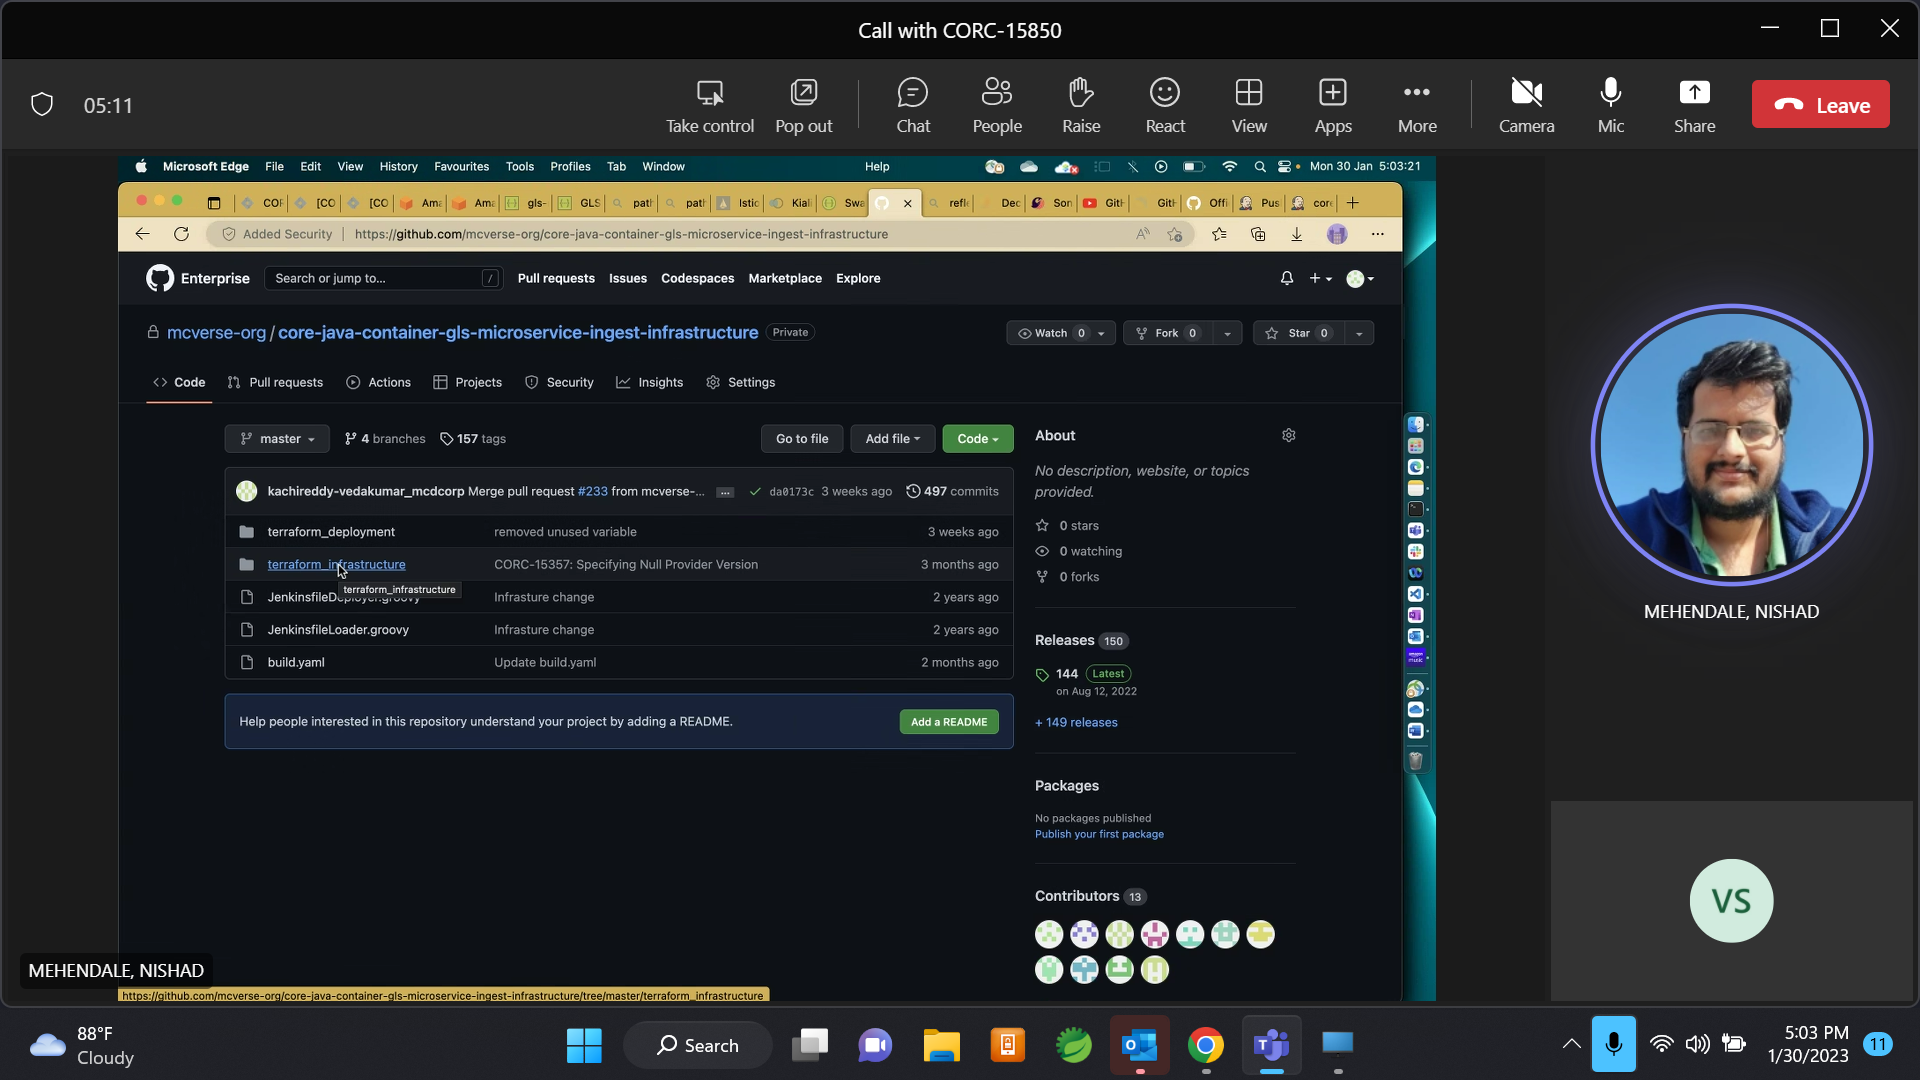 Call with CORC-15850
05:11
Take control
Pop out
Chat
People
Raise
React
View
Apps
More
Camera
Mic
Share
Leave
Microsoft Edge File Edit View History Favourites Tools Profiles Tab Window Help
Mon 30 Jan 5:03:21
[CO
[CO
Ama
Ama
gls-
GLS
path
path
Istio
Kiali
Swa
refle
Dec
Son
Git
Git
Offi
Pus
core
Added Security
https://github.com/mcverse-org/core-java-container-gls-microservice-ingest-infrastructure
Enterprise
Search or jump to...
/
Pull requests Issues Codespaces Marketplace Explore
mcverse-org / core-java-container-gls-microservice-ingest-infrastructure Private
Watch 0
Fork 0
Star 0
Code Pull requests Actions Projects Security Insights Settings
master 4 branches 157 tags
Go to file Add file Code
kachireddy-vedakumar_mcdcorp Merge pull request #233 from mcverse-... ... da0173c 3 weeks ago 497 commits
terraform_deployment removed unused variable 3 weeks ago
terraform_infrastructure CORC-15357: Specifying Null Provider Version 3 months ago
terraform_infrastructure
JenkinsfileDeployer.groovy Infrasture change 2 years ago
JenkinsfileLoader.groovy Infrasture change 2 years ago
build.yaml Update build.yaml 2 months ago
Help people interested in this repository understand your project by adding a README.
Add a README
About
No description, website, or topics
provided.
0 stars
0 watching
0 forks
Releases 150
144 Latest
on Aug 12, 2022
+ 149 releases
Packages
No packages published
Publish your first package
Contributors 13
https://github.com/mcverse-org/core-java-container-gls-microservice-ingest-infrastructure/tree/master/terraform_infrastructure
MEHENDALE, NISHAD
MEHENDALE, NISHAD
VS
88°F
Cloudy
Search
5:03 PM
1/30/2023
11